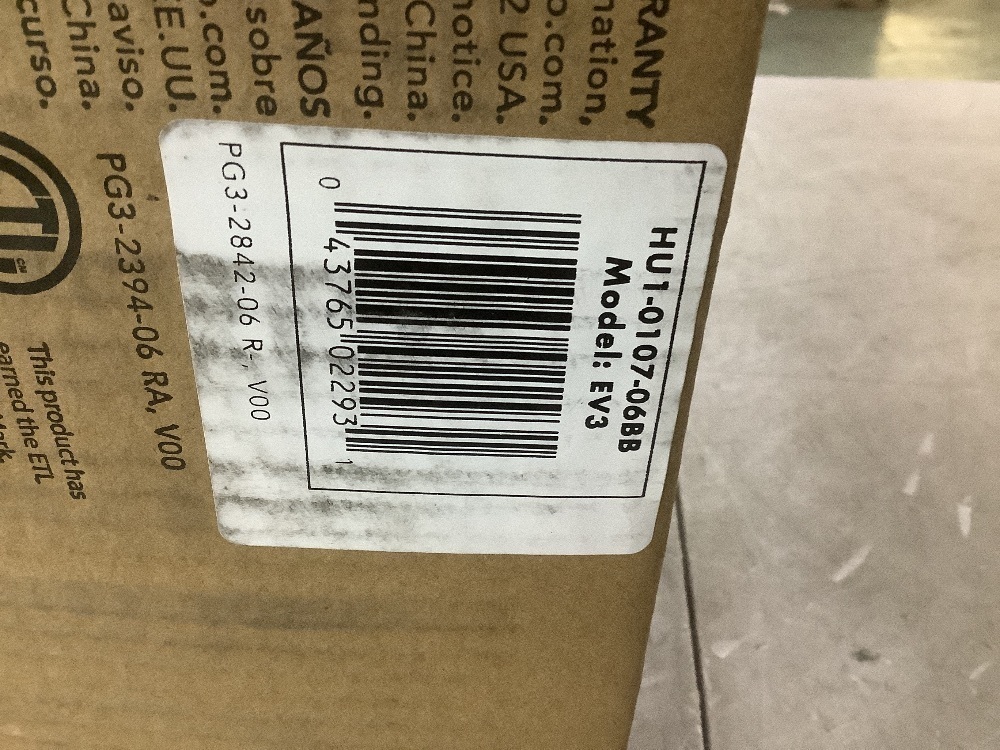 RANTY
nation,
o.com.
2 USA.
notice.
China.
nding.
AÑOS
sobre
o.com.
EE.UU.
aviso.
China.
curso.
HU1-0107-06BB
Model: EV3
0 43765 02293 1
PG3-2842-06 R-, V00
PG3-2394-06 RA, V00
This product has
earned the ETL
Mark.